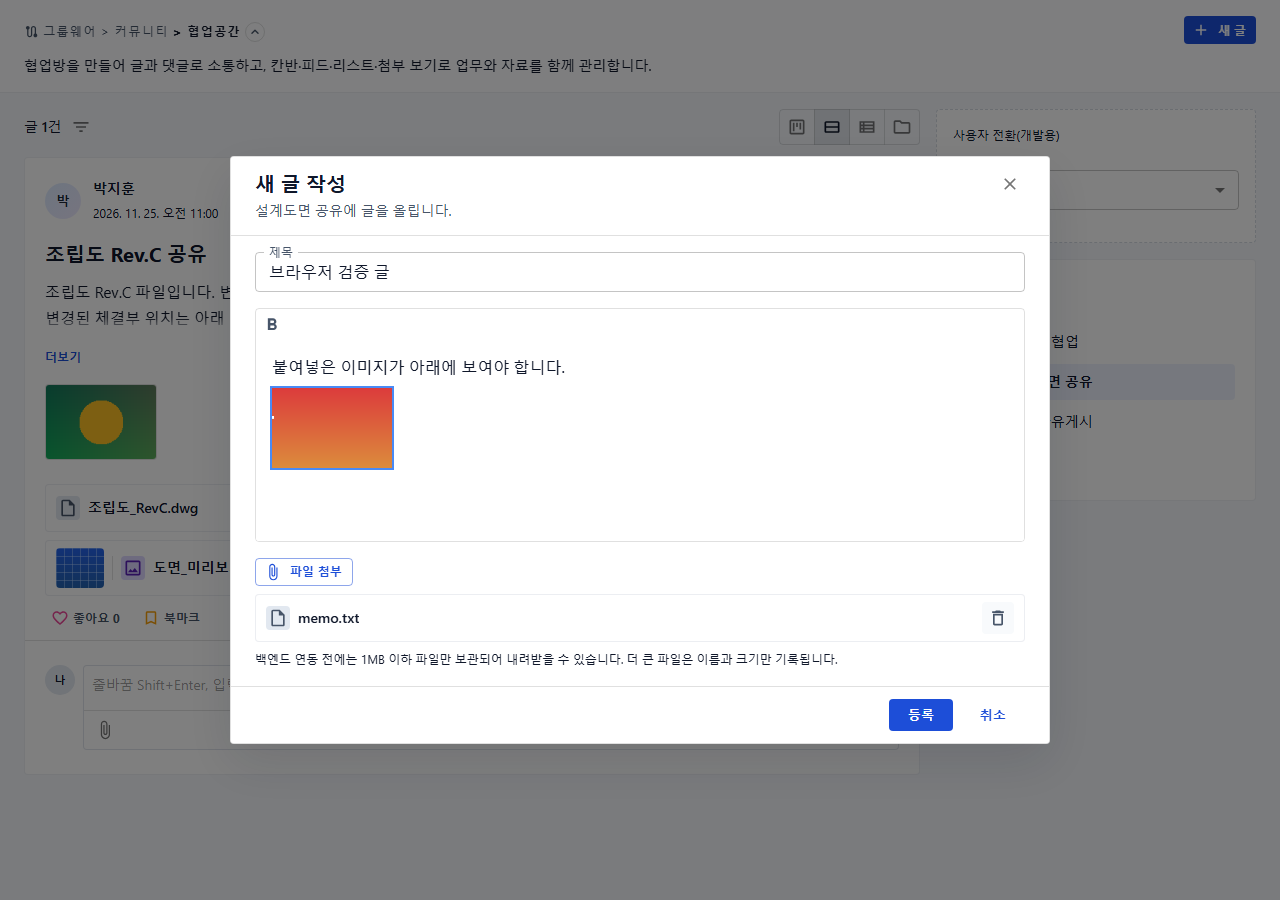 그룹웨어 > 커뮤니티 > 협업공간
새 글
협업방을 만들어 글과 댓글로 소통하고, 칸반·피드·리스트·첨부 보기로 업무와 자료를 함께 관리합니다.
글 1건
사용자 전환(개발용)
박
박지훈
2026. 11. 25. 오전 11:00
조립도 Rev.C 공유
조립도 Rev.C 파일입니다.
변경된 체결부 위치는 아래
더보기
조립도_RevC.dwg
도면_미리보
좋아요 0
북마크
나
줄바꿈 Shift+Enter,
협업
면 공유
유게시
새 글 작성
설계도면 공유에 글을 올립니다.
제목
브라우저 검증 글
B
붙여넣은 이미지가 아래에 보여야 합니다.
파일 첨부
memo.txt
백엔드 연동 전에는 1MB 이하 파일만 보관되어 내려받을 수 있습니다. 더 큰 파일은 이름과 크기만 기록됩니다.
등록
취소